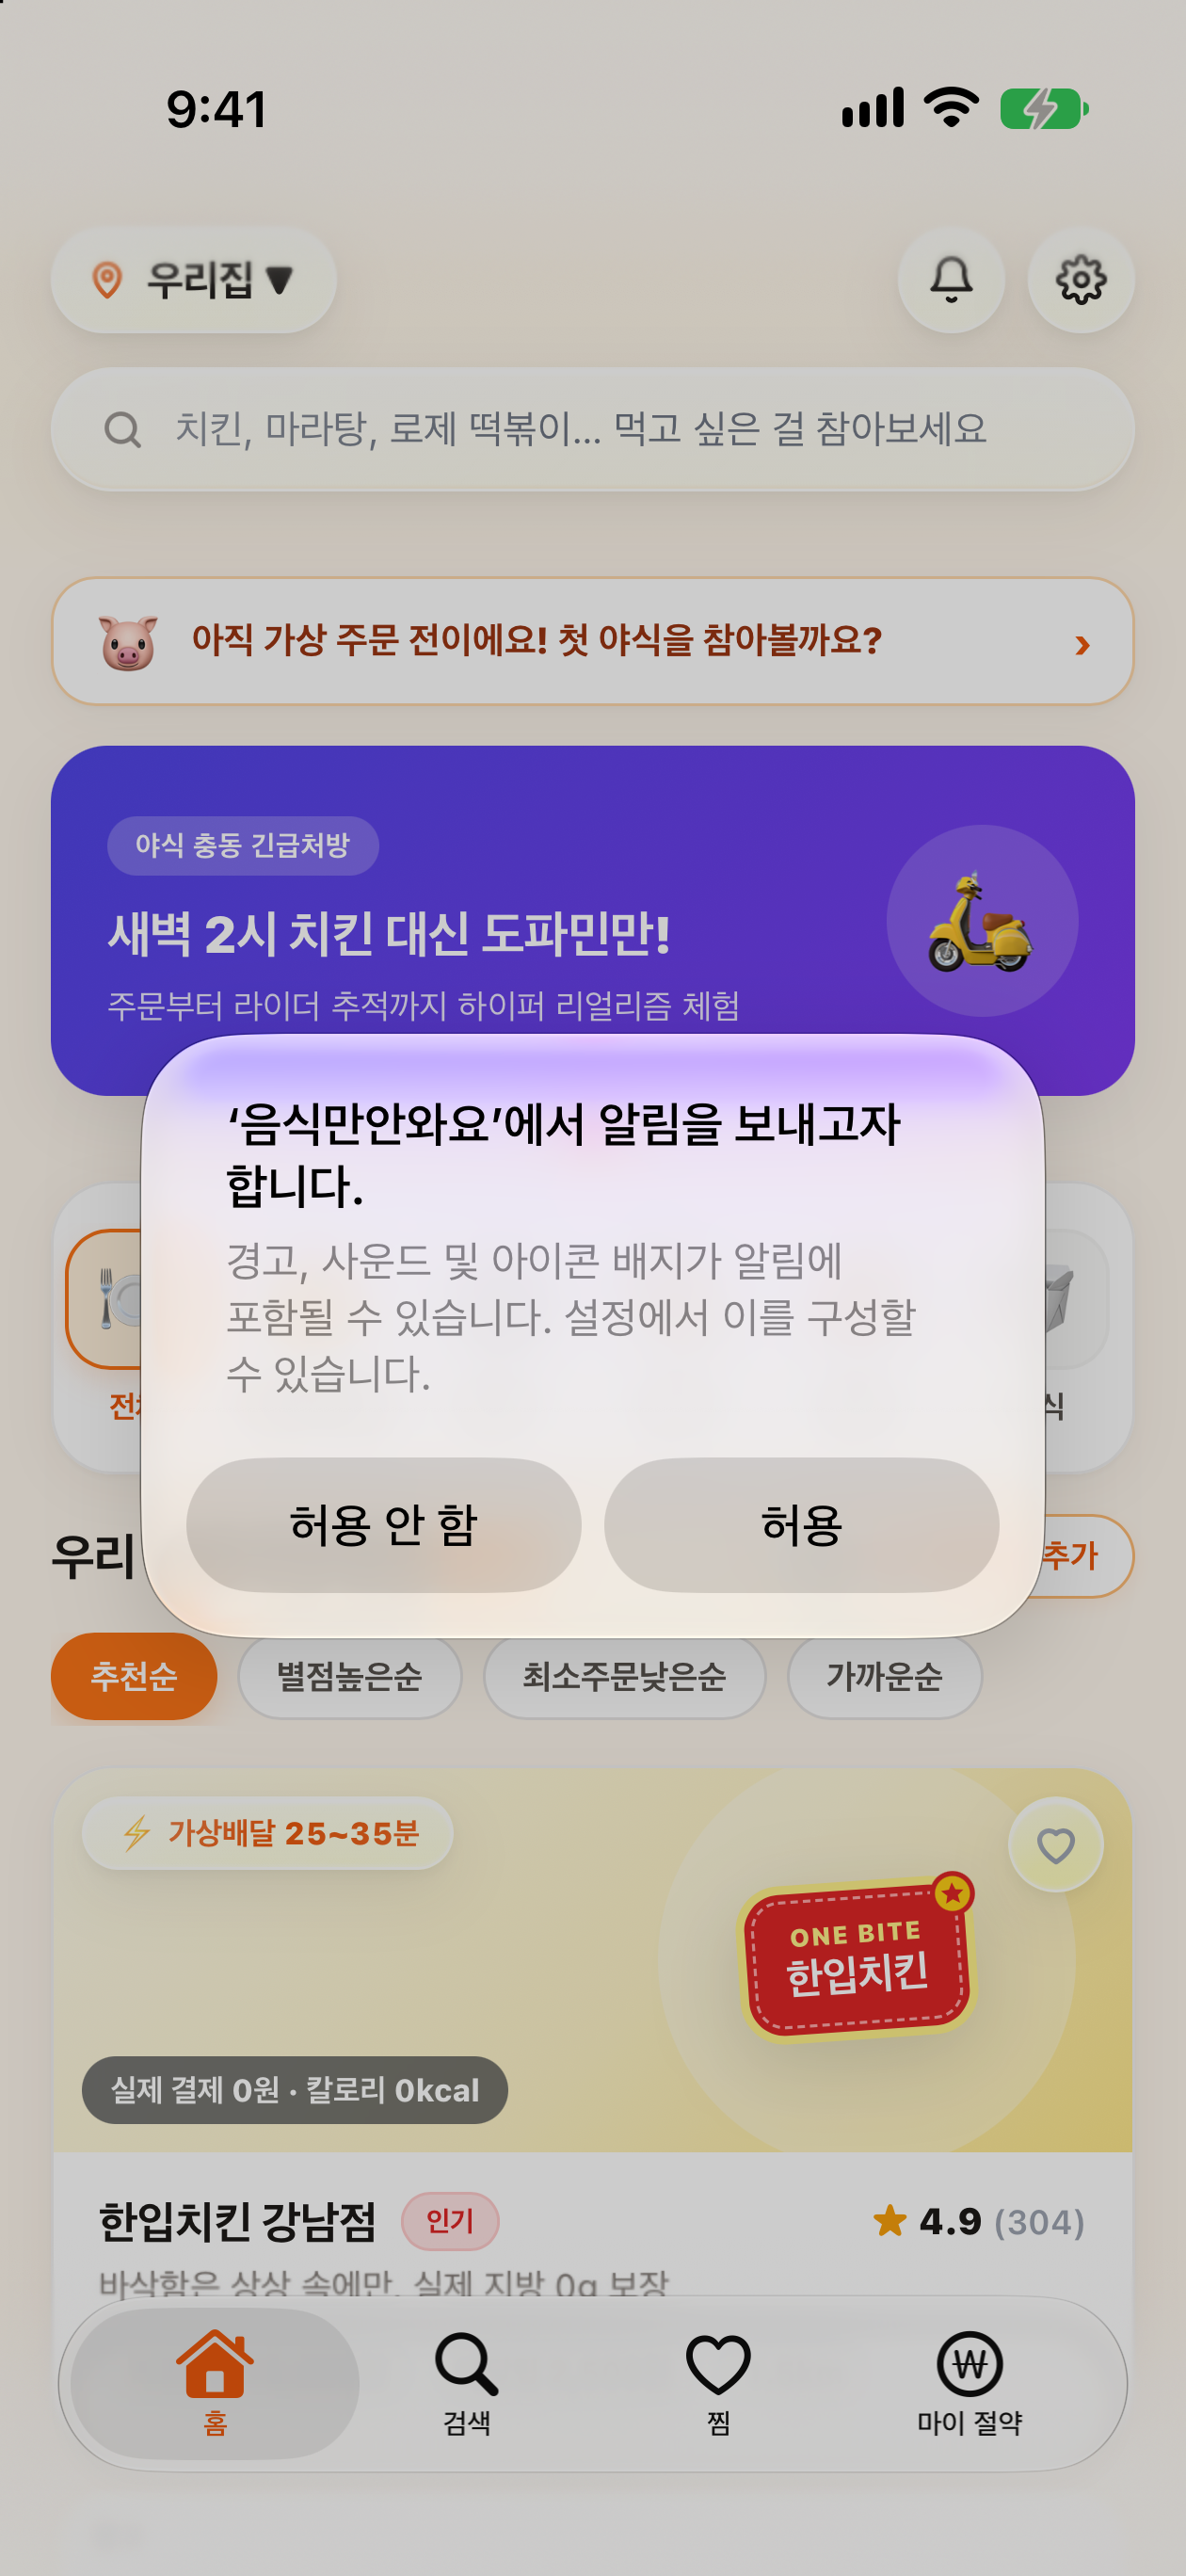 9:41
우리집 ▼
치킨, 마라탕, 로제 떡볶이... 먹고 싶은 걸 참아보세요
아직 가상 주문 전이에요! 첫 야식을 참아볼까요?
야식 충동 긴급처방
새벽 2시 치킨 대신 도파민만!
주문부터 라이더 추적까지 하이퍼 리얼리즘 체험
‘음식만안와요’에서 알림을 보내고자
합니다.
경고, 사운드 및 아이콘 배지가 알림에
포함될 수 있습니다. 설정에서 이를 구성할
수 있습니다.
식
허용 안 함
허용
우리
추가
추천순
별점높은순
최소주문낮은순
가까운순
⚡ 가상배달 25~35분
ONE BITE
한입치킨
실제 결제 0원 · 칼로리 0kcal
한입치킨 강남점
인기
4.9 (304)
바삭함은 상상 속에만, 실제 지방 0g 보장
홈
검색
찜
마이 절약